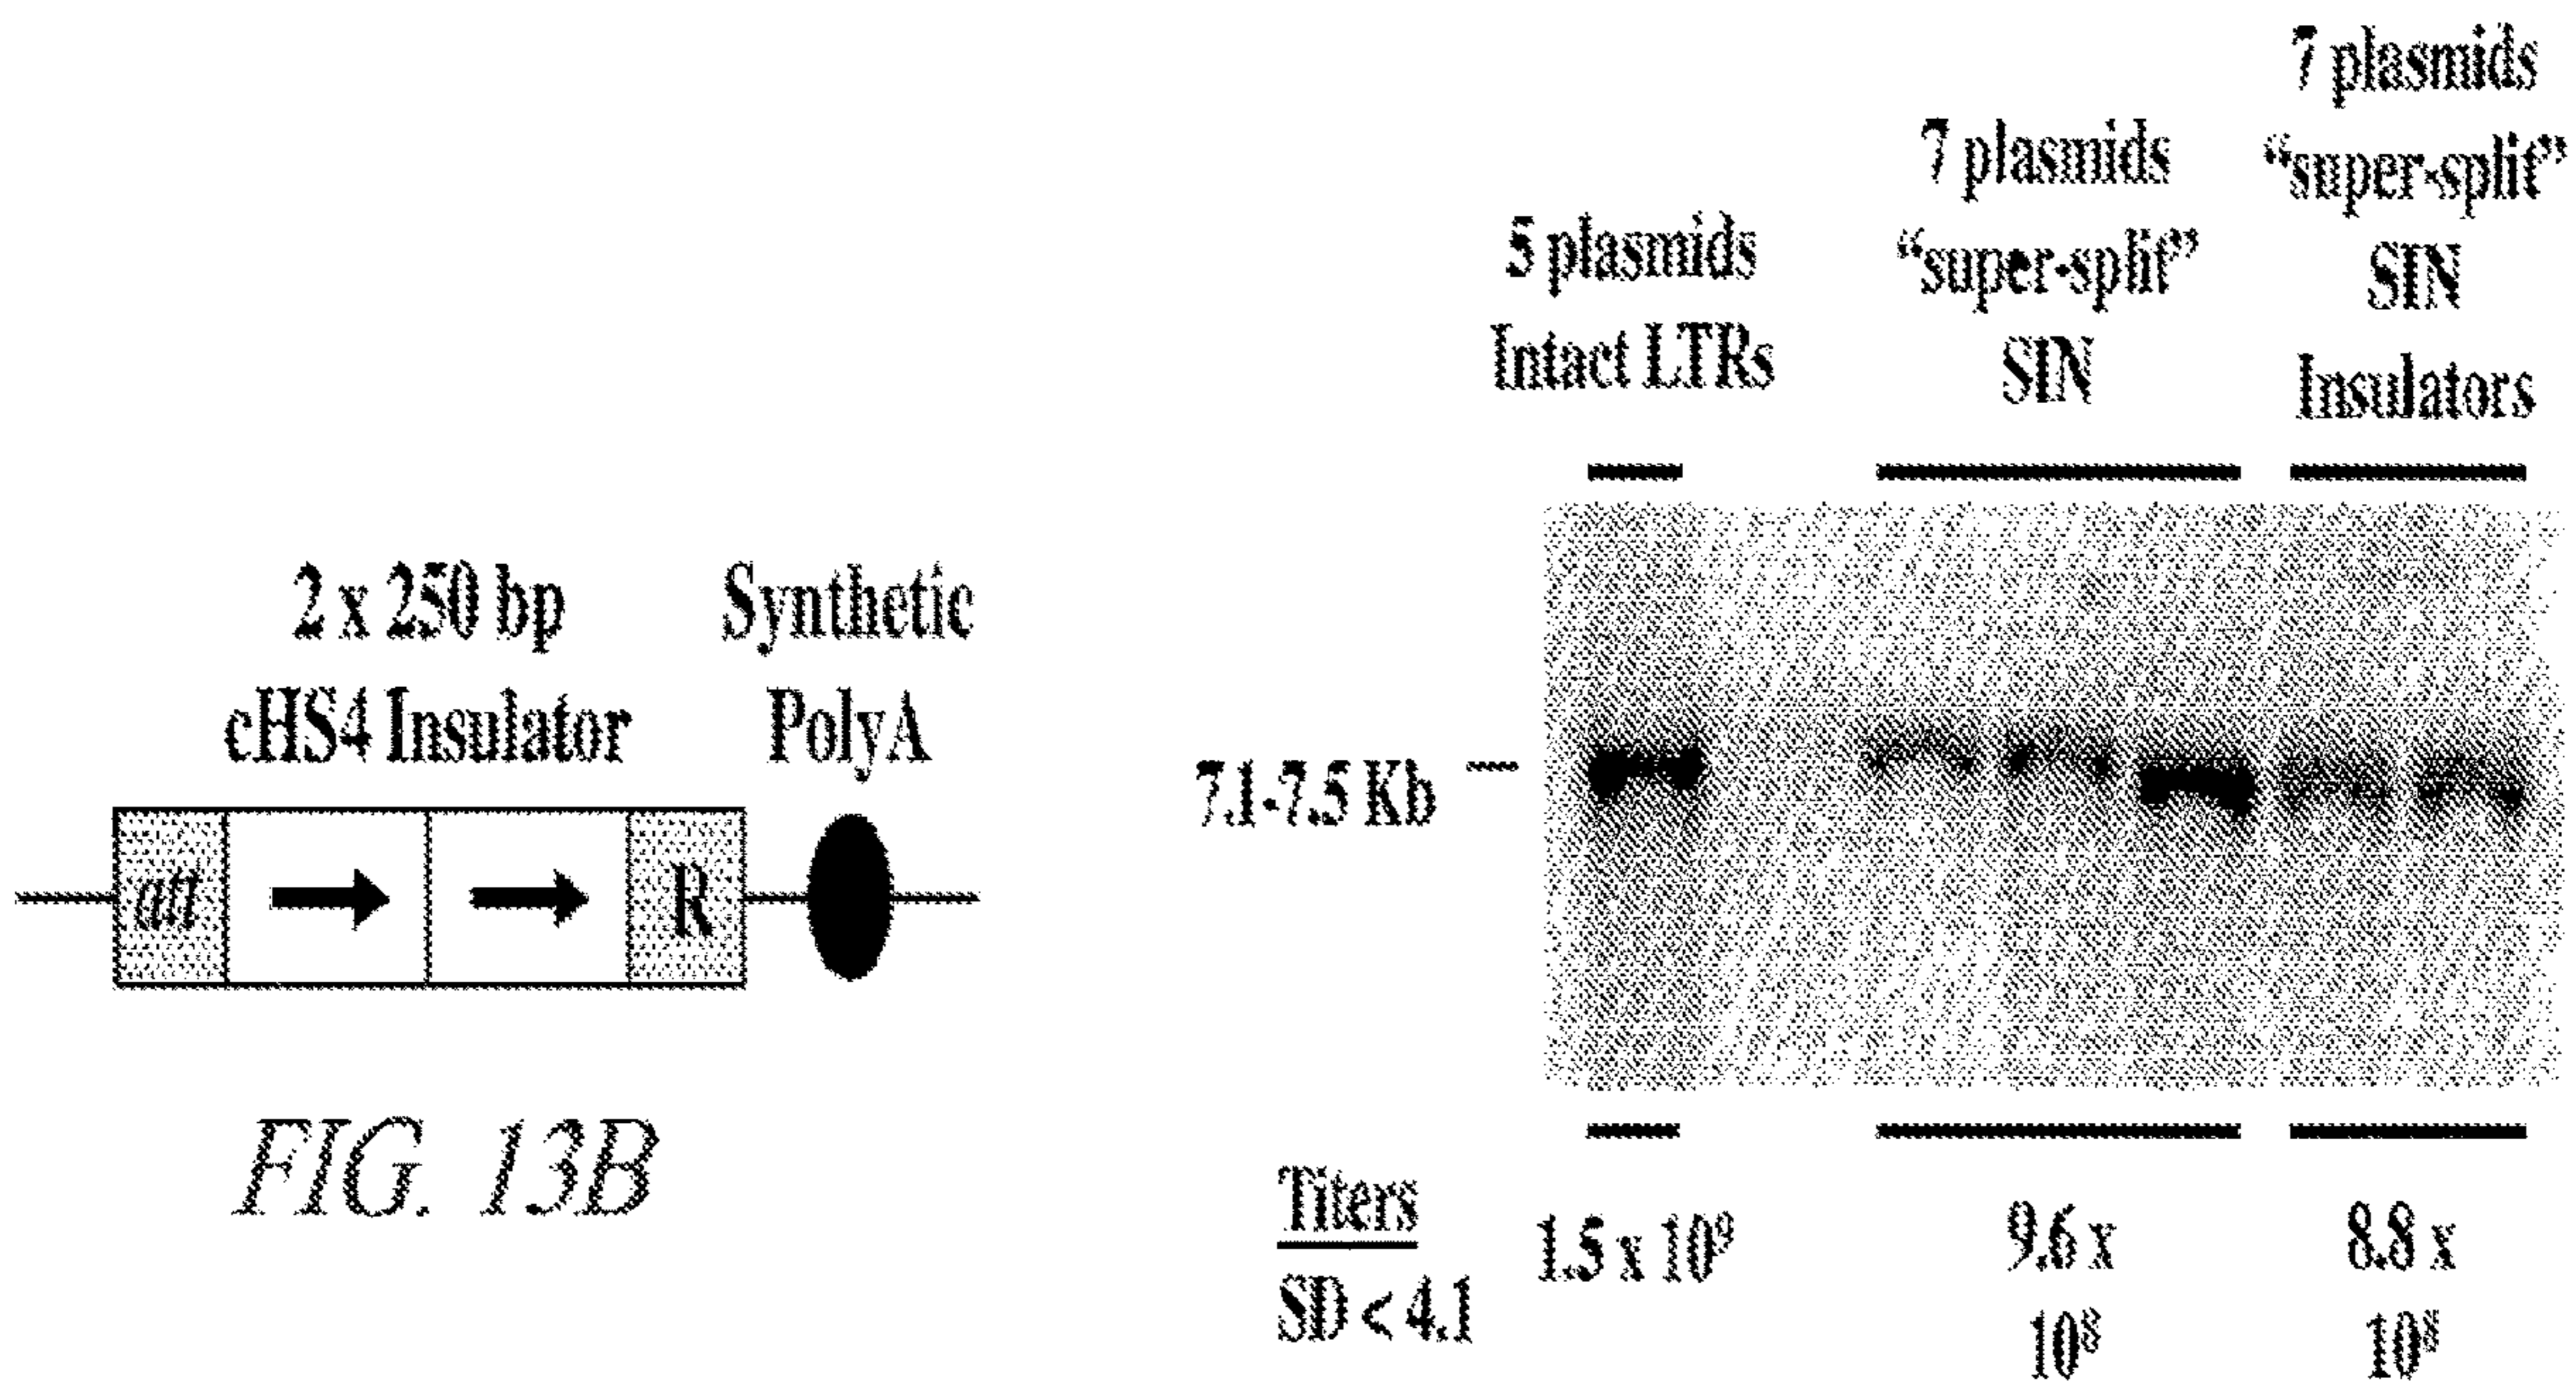 2 x 250 bp
cHS4 Insulator
Synthetic
PolyA
att
R
FIG. 13B
5 plasmids
Intact LTRs
7 plasmids
“super-split”
SIN
7 plasmids
“super-split”
SIN
Insulators
7.1-7.5 Kb
Titers
SD < 4.1
1.5 x 10⁹
9.6 x
10⁸
8.8 x
10⁸